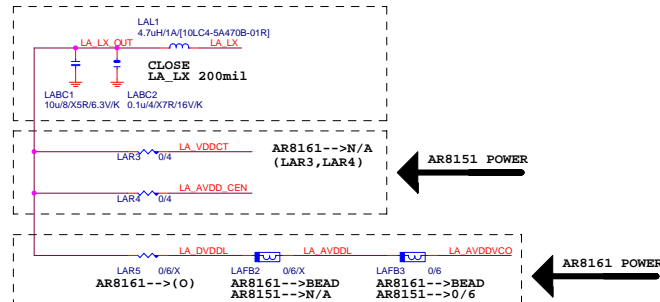 LAL1
4.7uH/1A/[10LC4-5A470B-01R]
LA_LX_OUT
LA_LX
CLOSE
LA_LX 200mil
LABC1
10u/8/X5R/6.3V/K
LABC2
0.1u/4/X7R/16V/K
LA_VDDCT
LAR3 0/4
AR8161-->N/A
(LAR3,LAR4)
AR8151 POWER
LA_AVDD_CEN
LAR4 0/4
LA_DVDDL
LA_AVDDL
LA_AVDDVCO
AR8161 POWER
LAR5 0/6/X
LAFB2 0/6/X
LAFB3 0/6
AR8161-->(O)
AR8161-->BEAD
AR8151-->N/A
AR8161-->BEAD
AR8151-->0/6